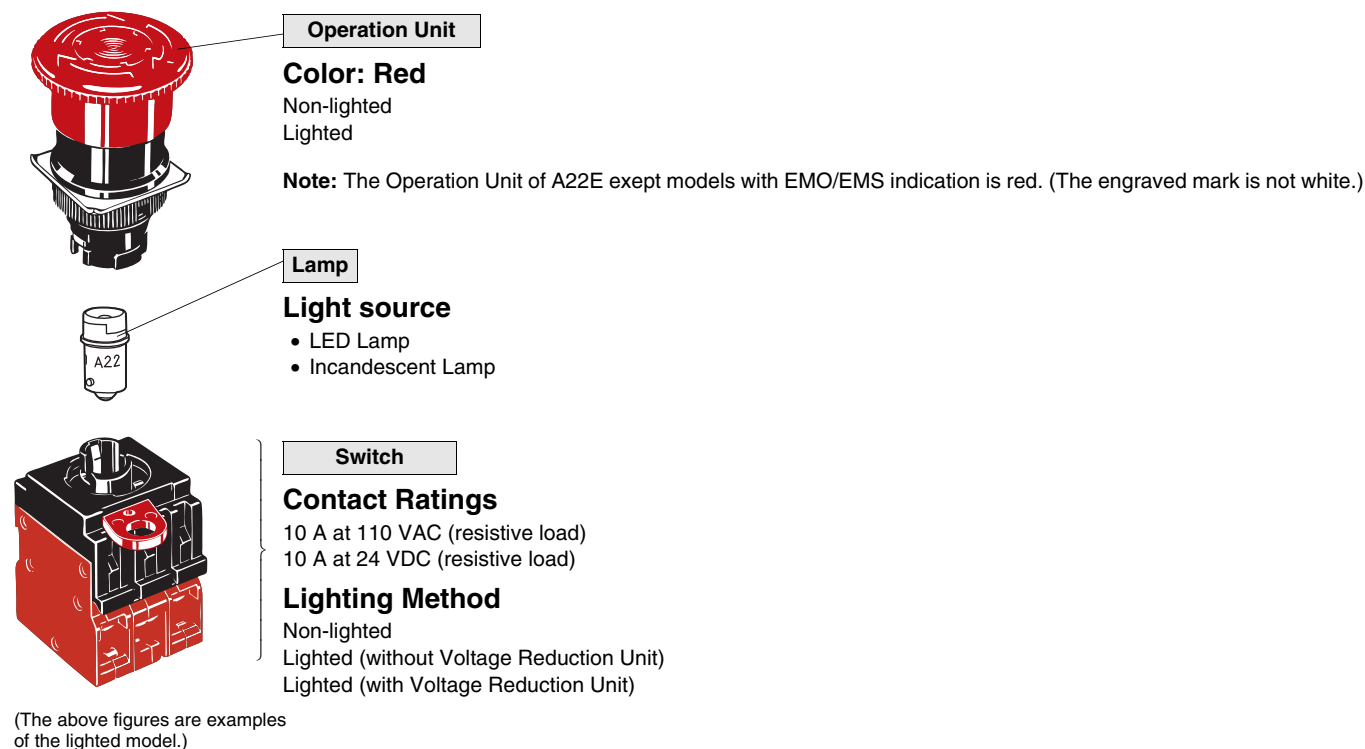 Operation Unit
Color: Red
Non-lighted
Lighted
Note: The Operation Unit of A22E exept models with EMO/EMS indication is red. (The engraved mark is not white.)
Lamp
Light source
• LED Lamp
• Incandescent Lamp
A22
Switch
Contact Ratings
10 A at 110 VAC (resistive load)
10 A at 24 VDC (resistive load)
Lighting Method
Non-lighted
Lighted (without Voltage Reduction Unit)
Lighted (with Voltage Reduction Unit)
(The above figures are examples
of the lighted model.)